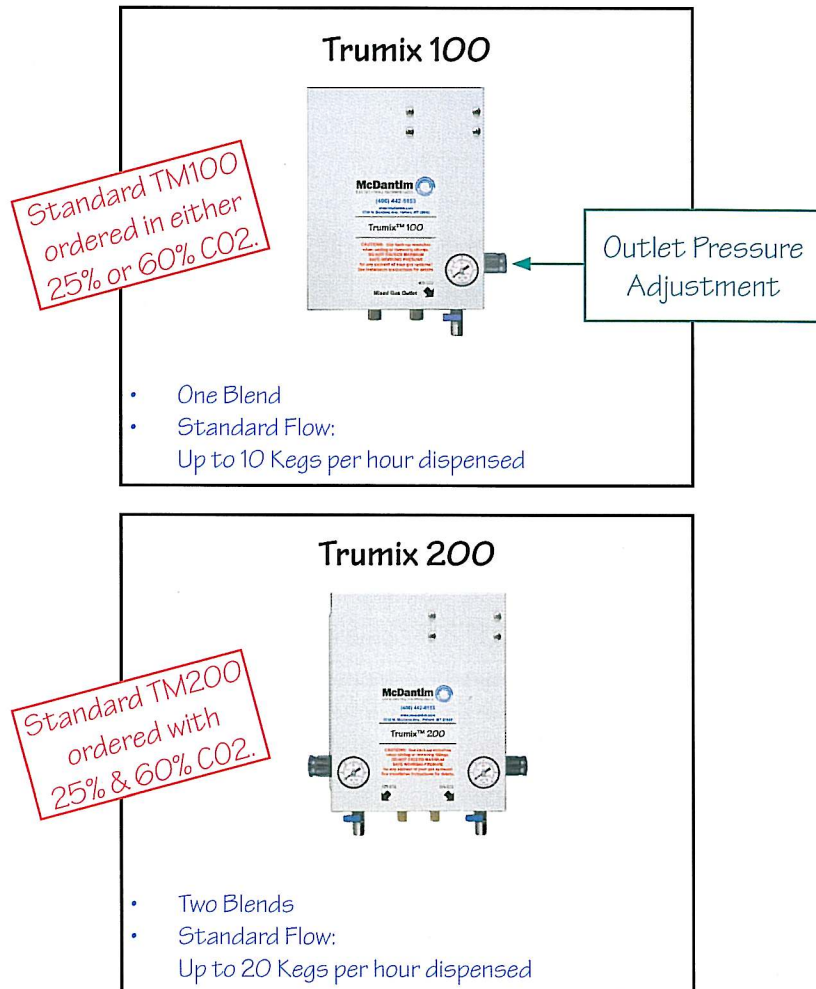 Trumix 100
Standard TM100
ordered in either
25% or 60% CO2.
McDantim
Trumix™ 100
Mixed Gas Outlet
Outlet Pressure
Adjustment
• One Blend
• Standard Flow:
Up to 10 Kegs per hour dispensed
Trumix 200
Standard TM200
ordered with
25% & 60% CO2.
McDantim
Trumix™ 200
• Two Blends
• Standard Flow:
Up to 20 Kegs per hour dispensed